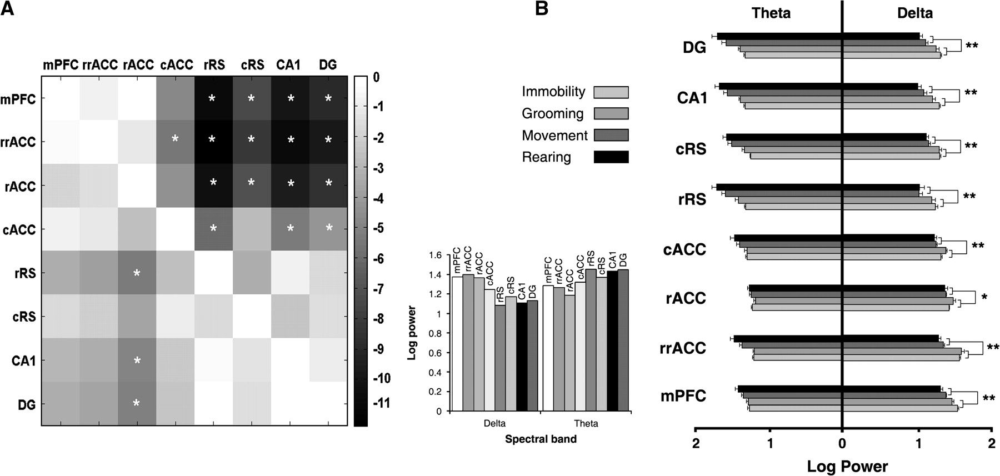 A
mPFC rrACC rACC cACC rRS cRS CA1 DG
mPFC * * * *
rrACC * * * * *
rACC * * * *
cACC * * *
rRS *
cRS
CA1 *
DG *
0
-1
-2
-3
-4
-5
-6
-7
-8
-9
-10
-11
B
Immobility
Grooming
Movement
Rearing
Log power
1.6
1.4
1.2
1
0.8
0.6
0.4
0.2
0
mPFC rrACC rACC cACC rRS cRS CA1 DG
mPFC rrACC rACC cACC rRS cRS CA1 DG
Delta Theta
Spectral band
Theta Delta
DG **
CA1 **
cRS **
rRS **
cACC **
rACC *
rrACC **
mPFC **
2 1 0 1 2
Log Power